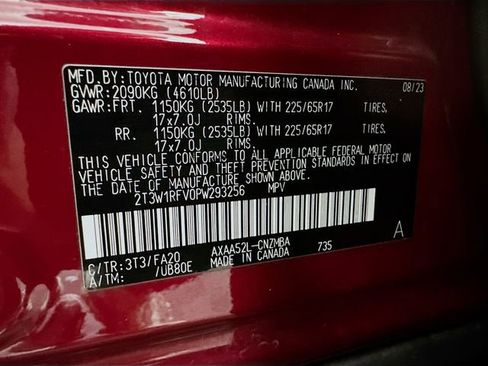 MFD.BY:TOYOTA MOTOR MANUFACTURING CANADA INC. 08/23
GVWR:2090KG (4610LB)
GAWR:FRT. 1150KG (2535LB) WITH 225/65R17 TIRES,
17x7.0J RIMS.
RR. 1150KG (2535LB) WITH 225/65R17 TIRES,
17x7.0J RIMS.
THIS VEHICLE CONFORMS TO ALL APPLICABLE FEDERAL MOTOR
VEHICLE SAFETY AND THEFT PREVENTION STANDARDS IN EFFECT
ON THE DATE OF MANUFACTURE SHOWN ABOVE.
2T3W1RFV0PW293256 MPV
C/TR:3T3/FA20 AXAA52L-CNZMBA 735 A
A/TM: /UB80E MADE IN CANADA